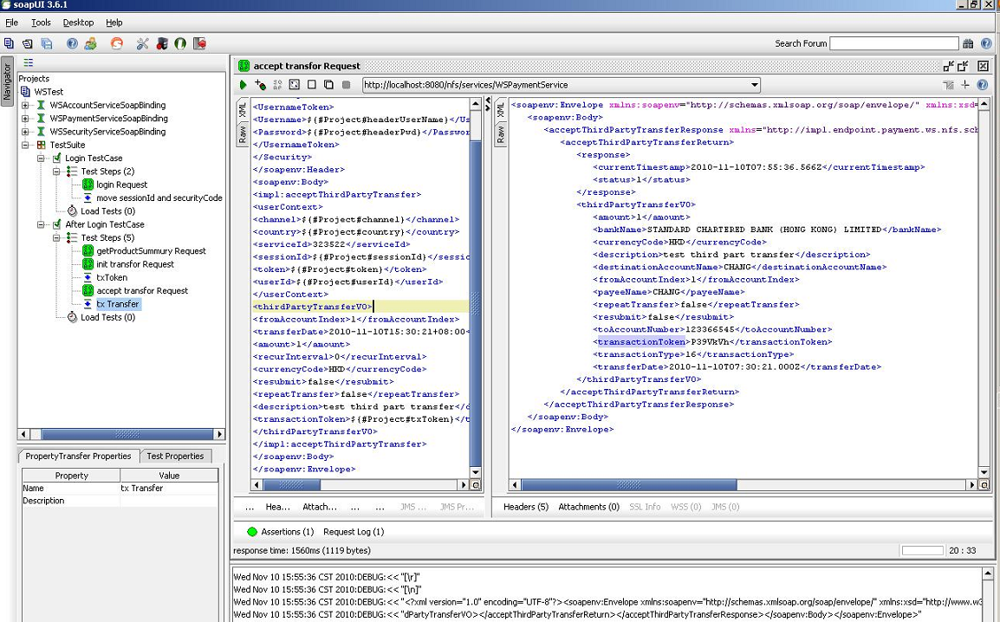 soapUI 3.6.1
File Tools Desktop Help
Search Forum
Navigator
Projects
WSTest
WSAccountServiceSoapBinding
WSPaymentServiceSoapBinding
WSSecurityServiceSoapBinding
TestSuite
Login TestCase
Test Steps (2)
login Request
move sessionId and securityCode
Load Tests (0)
After Login TestCase
Test Steps (5)
getProductSummury Request
init transfor Request
txToken
accept transfor Request
tx Transfer
Load Tests (0)
PropertyTransfer Properties Test Properties
Property Value
Name tx Transfer
Description
accept transfor Request
http://localhost:8080/nfs/services/WSPaymentService
XML
Raw
<UsernameToken>
<Username>${#Project#headerUserName}</Us
<Password>${#Project#headerPwd}</Passwor
</UsernameToken>
</Security>
</soapenv:Header>
<soapenv:Body>
<impl:acceptThirdPartyTransfer>
<userContext>
<channel>${#Project#channel}</channel>
<country>${#Project#country}</country>
<serviceId>323522</serviceId>
<sessionId>${#Project#sessionId}</sessio
<token>${#Project#token}</token>
<userId>${#Project#userId}</userId>
</userContext>
<thirdPartyTransferVO>
<fromAccountIndex>1</fromAccountIndex>
<transferDate>2010-11-10T15:30:21+08:00<
<amount>1</amount>
<recurInterval>0</recurInterval>
<currencyCode>HKD</currencyCode>
<resubmit>false</resubmit>
<repeatTransfer>false</repeatTransfer>
<description>test third part transfer</d
<transactionToken>${#Project#txToken}</t
</thirdPartyTransferVO>
</impl:acceptThirdPartyTransfer>
</soapenv:Body>
</soapenv:Envelope>
... Hea... Attach... ... ... JMS ... JMS Pr...
XML
Raw
<soapenv:Envelope xmlns:soapenv="http://schemas.xmlsoap.org/soap/envelope/" xmlns:xsd=
<soapenv:Body>
<acceptThirdPartyTransferResponse xmlns="http://impl.endpoint.payment.ws.nfs.sc
<acceptThirdPartyTransferReturn>
<response>
<currentTimestamp>2010-11-10T07:55:36.566Z</currentTimestamp>
<status>1</status>
</response>
<thirdPartyTransferVO>
<amount>1</amount>
<bankName>STANDARD CHARTERED BANK (HONG KONG) LIMITED</bankName>
<currencyCode>HKD</currencyCode>
<description>test third part transfer</description>
<destinationAccountName>CHANG</destinationAccountName>
<fromAccountIndex>1</fromAccountIndex>
<payeeName>CHANG</payeeName>
<repeatTransfer>false</repeatTransfer>
<resubmit>false</resubmit>
<toAccountNumber>123366545</toAccountNumber>
<transactionToken>P39VkVh</transactionToken>
<transactionType>16</transactionType>
<transferDate>2010-11-10T07:30:21.000Z</transferDate>
</thirdPartyTransferVO>
</acceptThirdPartyTransferReturn>
</acceptThirdPartyTransferResponse>
</soapenv:Body>
</soapenv:Envelope>
Headers (5) Attachments (0) SSL Info WSS (0) JMS (0)
Assertions (1) Request Log (1)
response time: 1560ms (1119 bytes) 20 : 33
Wed Nov 10 15:55:36 CST 2010:DEBUG:<< "[\r]"
Wed Nov 10 15:55:36 CST 2010:DEBUG:<< "[\n]"
Wed Nov 10 15:55:36 CST 2010:DEBUG:<< "<?xml version="1.0" encoding="UTF-8"?><soapenv:Envelope xmlns:soapenv="http://schemas.xmlsoap.org/soap/envelope/" xmlns:xsd="http://www.w3
Wed Nov 10 15:55:36 CST 2010:DEBUG:<< "dPartyTransferVO></acceptThirdPartyTransferReturn></acceptThirdPartyTransferResponse></soapenv:Body></soapenv:Envelope>"